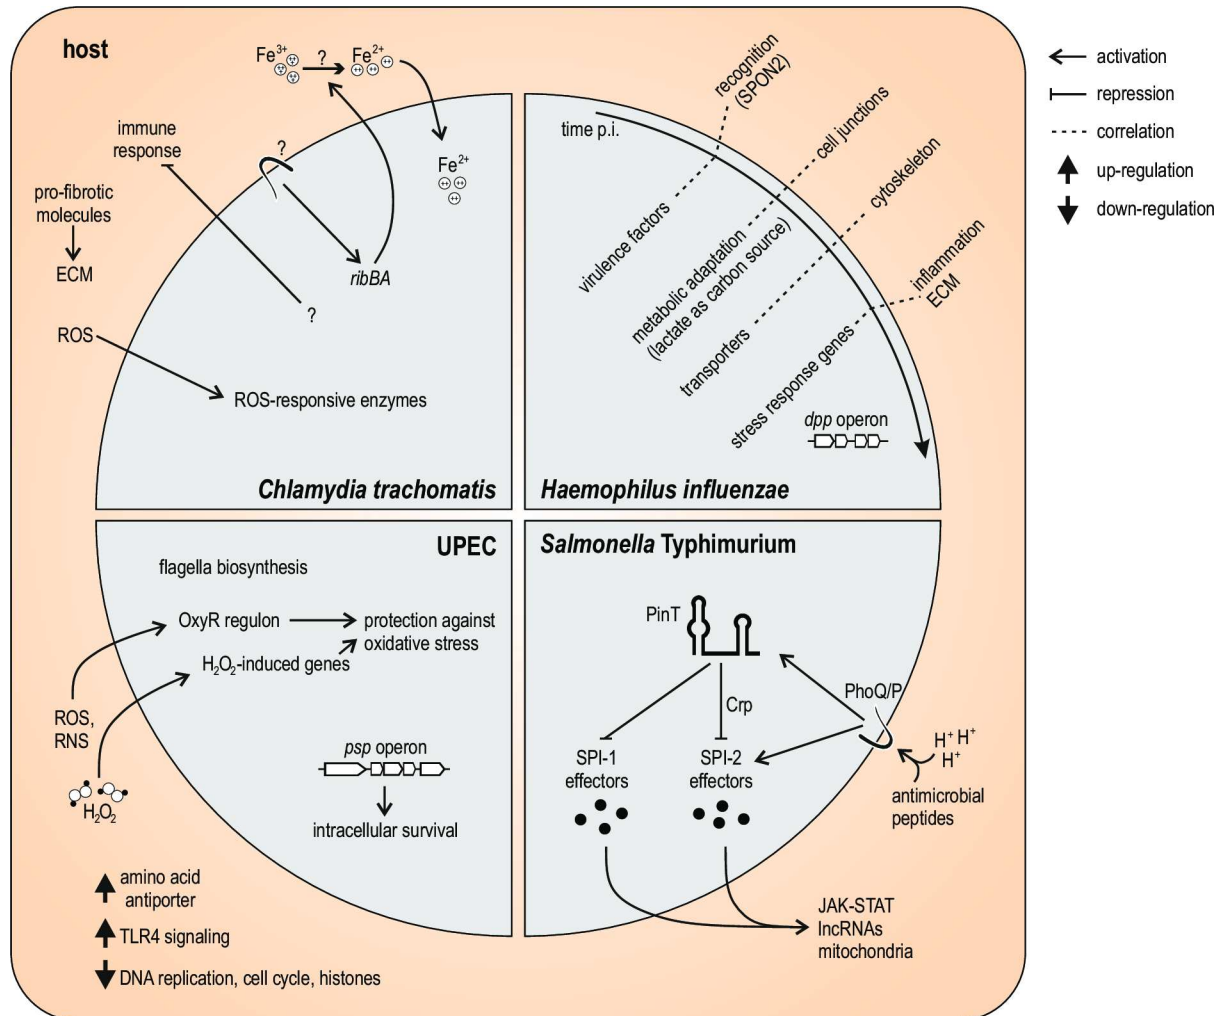 host
Fe3+
?
Fe2+
immune
response
?
pro-fibrotic
molecules
ECM
Fe2+
ribBA
?
ROS
ROS-responsive enzymes
Chlamydia trachomatis
time p.i.
recognition
(SPON2)
virulence factors
cell junctions
metabolic adaptation
(lactate as carbon source)
cytoskeleton
transporters
inflammation
ECM
stress response genes
dpp operon
Haemophilus influenzae
activation
repression
correlation
up-regulation
down-regulation
UPEC
flagella biosynthesis
OxyR regulon
protection against
oxidative stress
H2O2-induced genes
ROS,
RNS
H2O2
psp operon
intracellular survival
amino acid
antiporter
TLR4 signaling
DNA replication, cell cycle, histones
Salmonella Typhimurium
PinT
Crp
PhoQ/P
H+ H+
H+
antimicrobial
peptides
SPI-1
effectors
SPI-2
effectors
JAK-STAT
lncRNAs
mitochondria